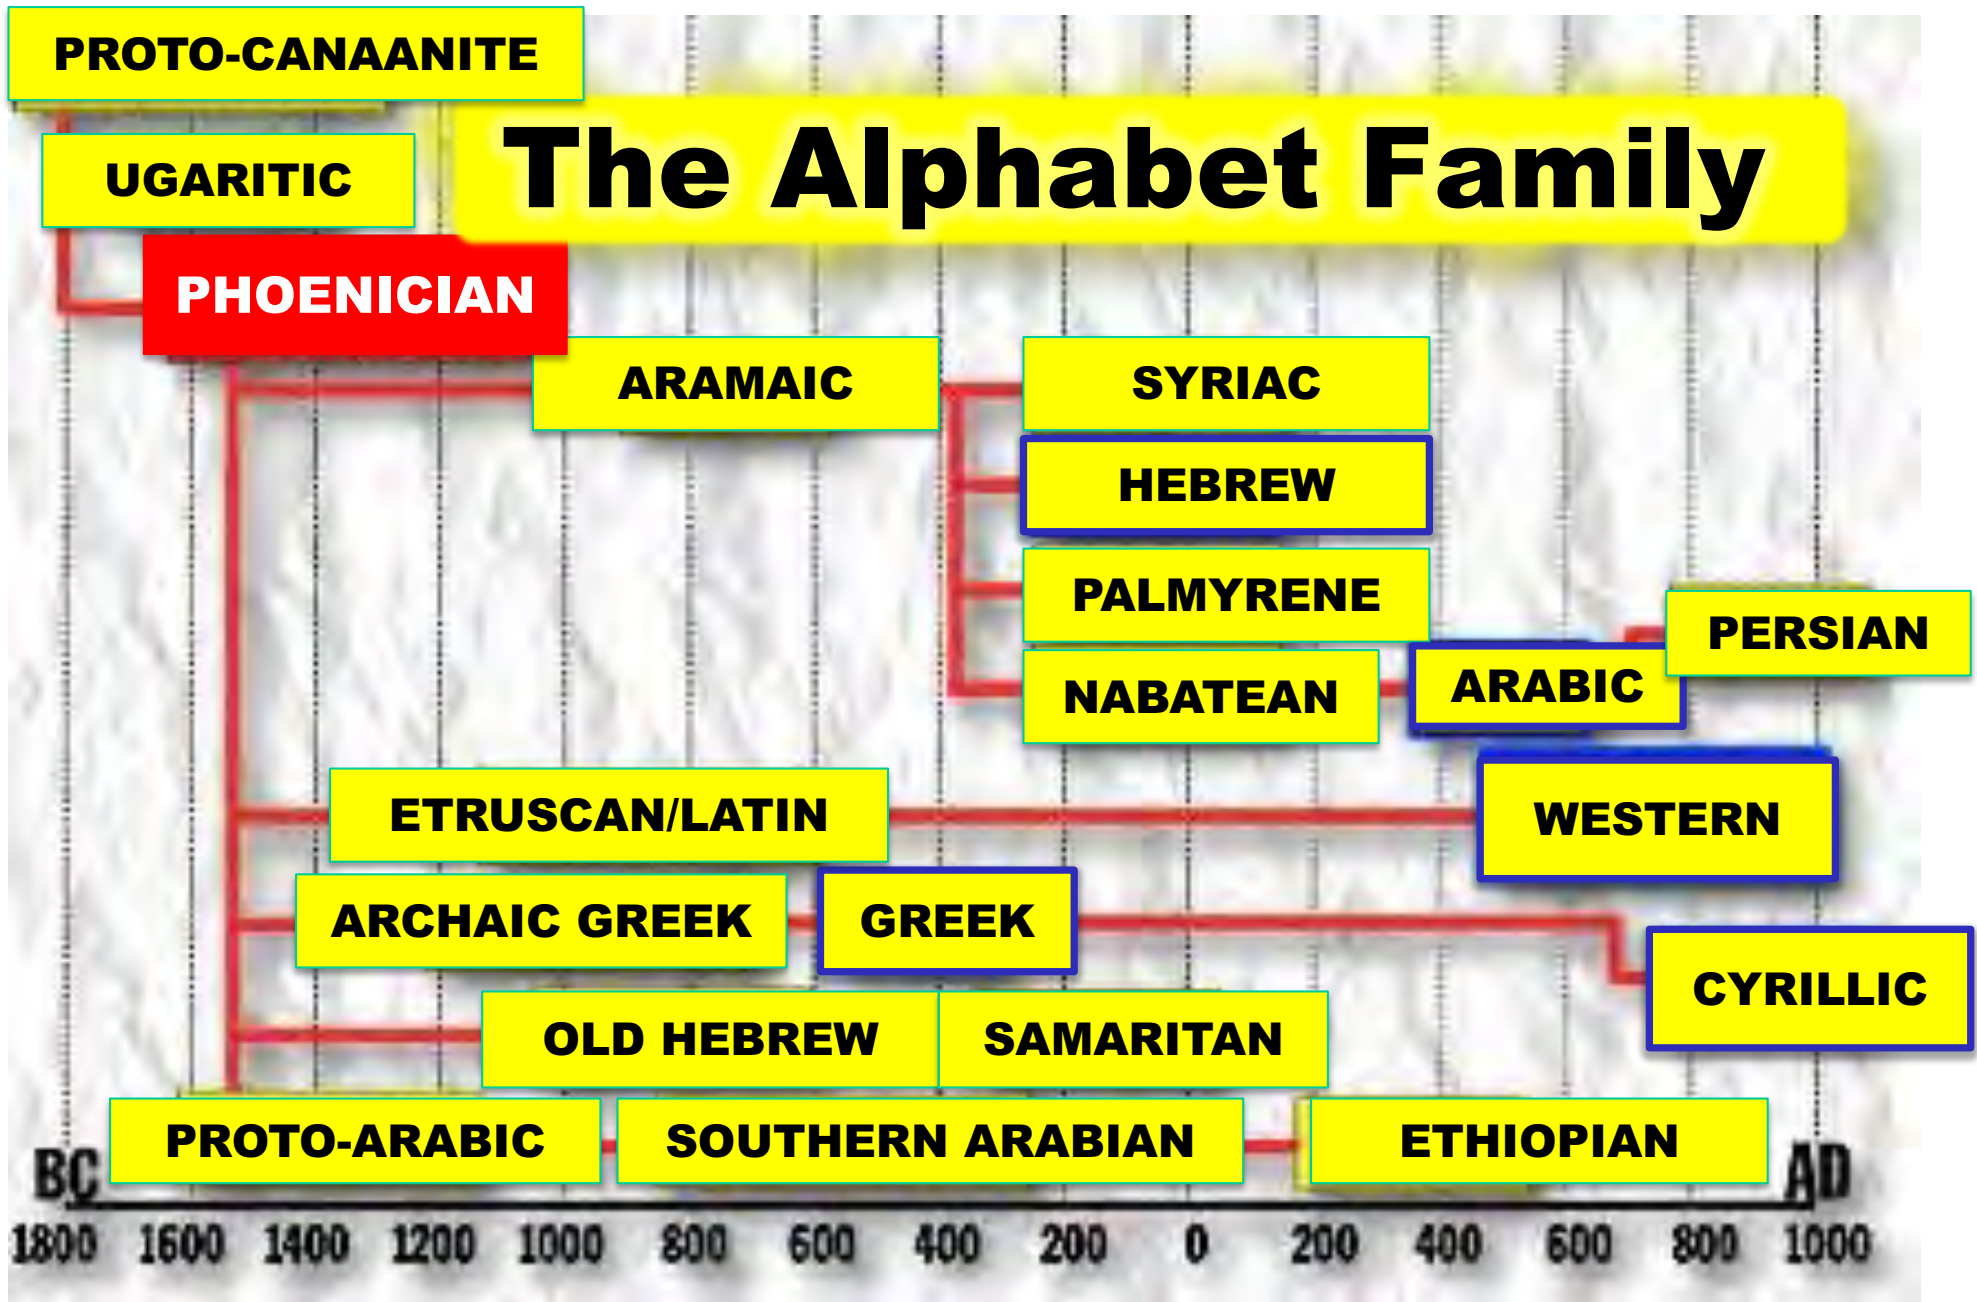 PROTO-CANAANITE
The Alphabet Family
UGARITIC
PHOENICIAN
ARAMAIC
SYRIAC
HEBREW
PALMYRENE
PERSIAN
NABATEAN
ARABIC
ETRUSCAN/LATIN
WESTERN
ARCHAIC GREEK
GREEK
CYRILLIC
OLD HEBREW
SAMARITAN
PROTO-ARABIC
SOUTHERN ARABIAN
ETHIOPIAN
BC
AD
1800 1600 1400 1200 1000 800 600 400 200 0 200 400 600 800 1000